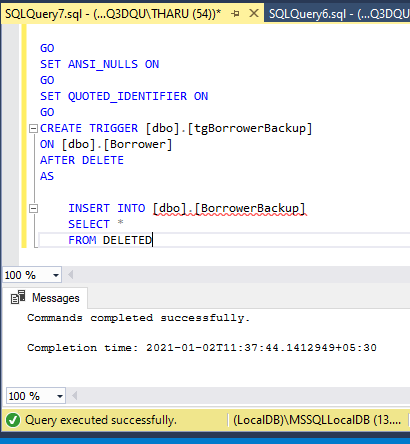 SQLQuery7.sql - (...Q3DQU\THARU (54))*
SQLQuery6.sql - (...Q3DQU
GO
SET ANSI_NULLS ON
GO
SET QUOTED_IDENTIFIER ON
GO
CREATE TRIGGER [dbo].[tgBorrowerBackup]
ON [dbo].[Borrower]
AFTER DELETE
AS
INSERT INTO [dbo].[BorrowerBackup]
SELECT *
FROM DELETED
100 %
Messages
Commands completed successfully.
Completion time: 2021-01-02T11:37:44.1412949+05:30
100 %
Query executed successfully.
(LocalDB)\MSSQLLocalDB (13....